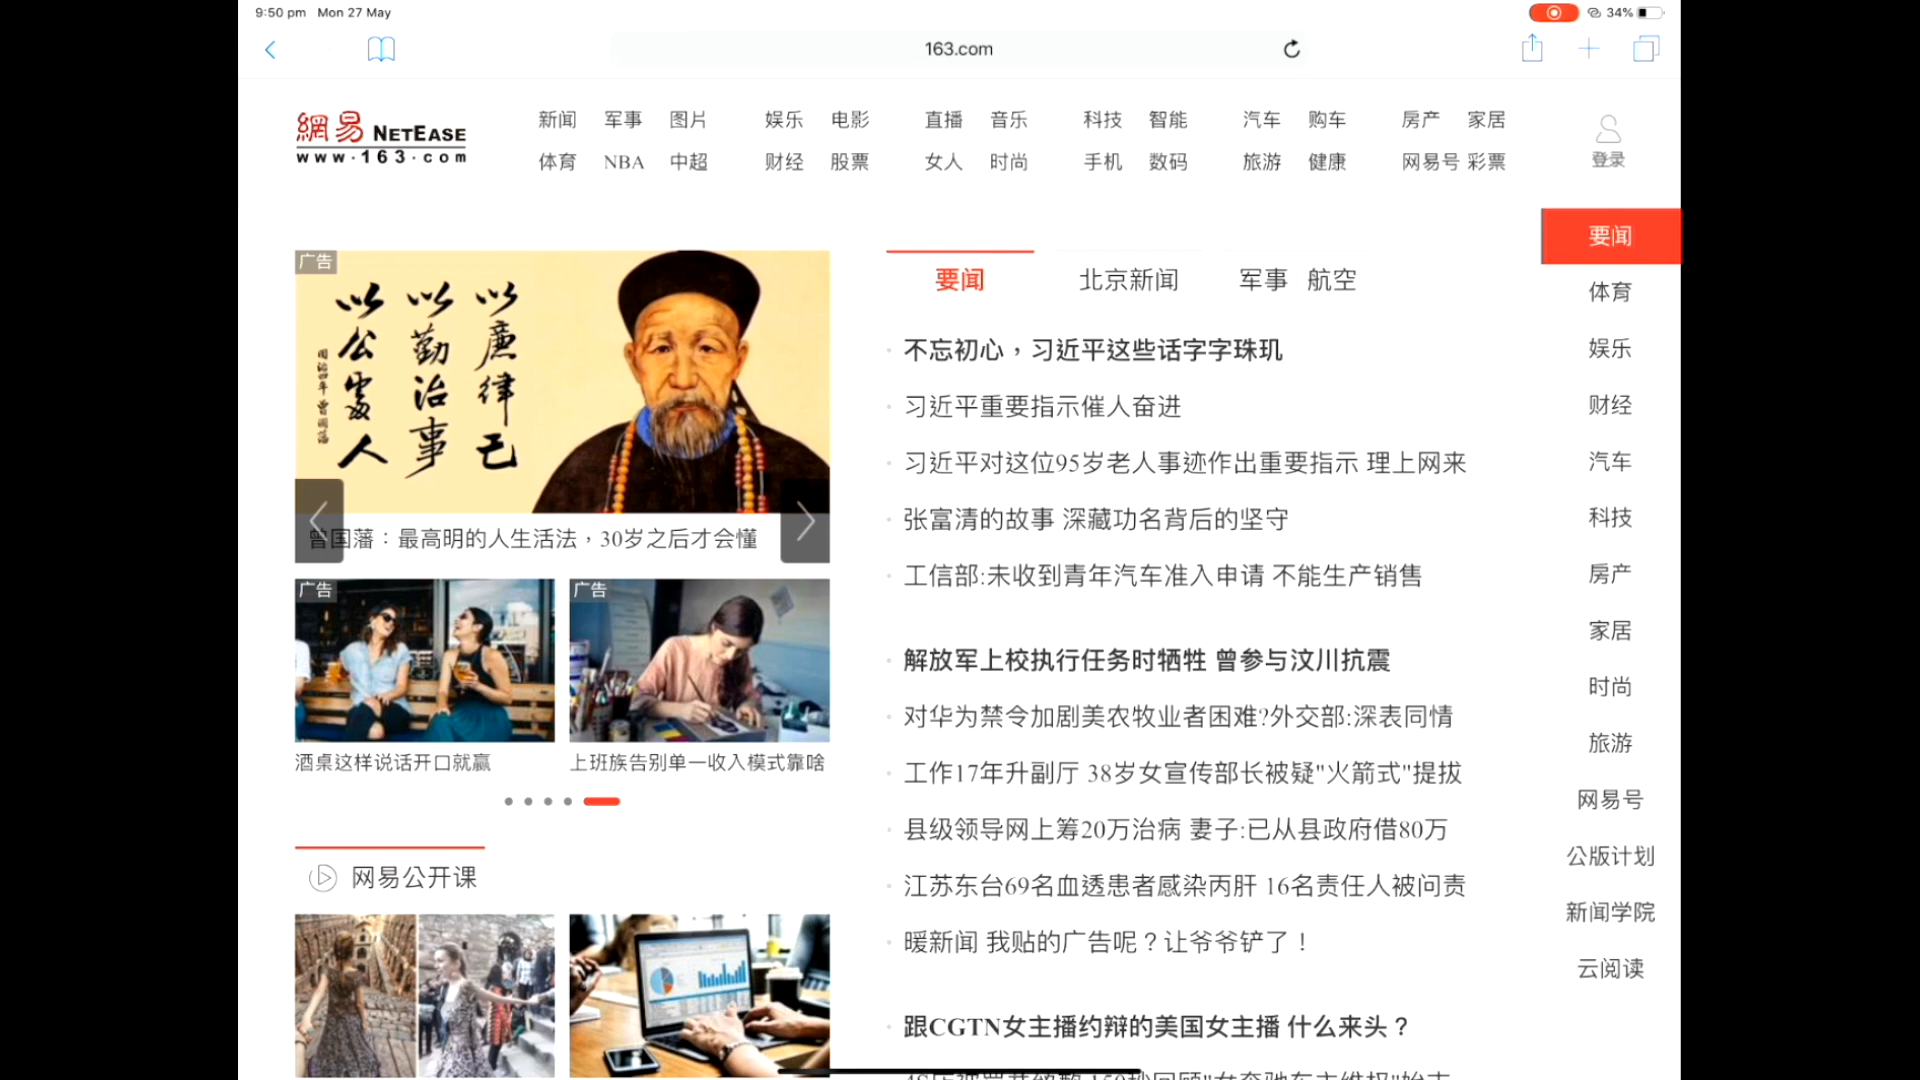 9:50 pm Mon 27 May
34%
163.com
網易 NETEASE
www.163.com
新闻 军事 图片 娱乐 电影 直播 音乐 科技 智能 汽车 购车 房产 家居
体育 NBA 中超 财经 股票 女人 时尚 手机 数码 旅游 健康 网易号 彩票
登录
广告
以廉律己
以勤治事
以公处人
曾国藩：最高明的人生活法，30岁之后才会懂
广告
酒桌这样说话开口就赢
广告
上班族告别单一收入模式靠啥
网易公开课
要闻 北京新闻 军事 航空
不忘初心，习近平这些话字字珠玑
习近平重要指示催人奋进
习近平对这位95岁老人事迹作出重要指示 理上网来
张富清的故事 深藏功名背后的坚守
工信部:未收到青年汽车准入申请 不能生产销售
解放军上校执行任务时牺牲 曾参与汶川抗震
对华为禁令加剧美农牧业者困难?外交部:深表同情
工作17年升副厅 38岁女宣传部长被疑"火箭式"提拔
县级领导网上筹20万治病 妻子:已从县政府借80万
江苏东台69名血透患者感染丙肝 16名责任人被问责
暖新闻 我贴的广告呢？让爷爷铲了！
跟CGTN女主播约辩的美国女主播 什么来头？
要闻
体育
娱乐
财经
汽车
科技
房产
家居
时尚
旅游
网易号
公版计划
新闻学院
云阅读